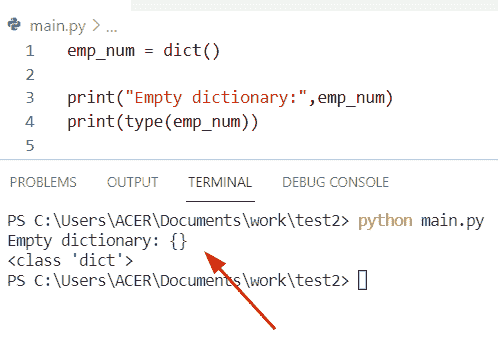 main.py > ...
1 emp_num = dict()
2
3 print("Empty dictionary:",emp_num)
4 print(type(emp_num))
5
PROBLEMS OUTPUT TERMINAL DEBUG CONSOLE
PS C:\Users\ACER\Documents\work\test2> python main.py
Empty dictionary: {}
<class 'dict'>
PS C:\Users\ACER\Documents\work\test2>